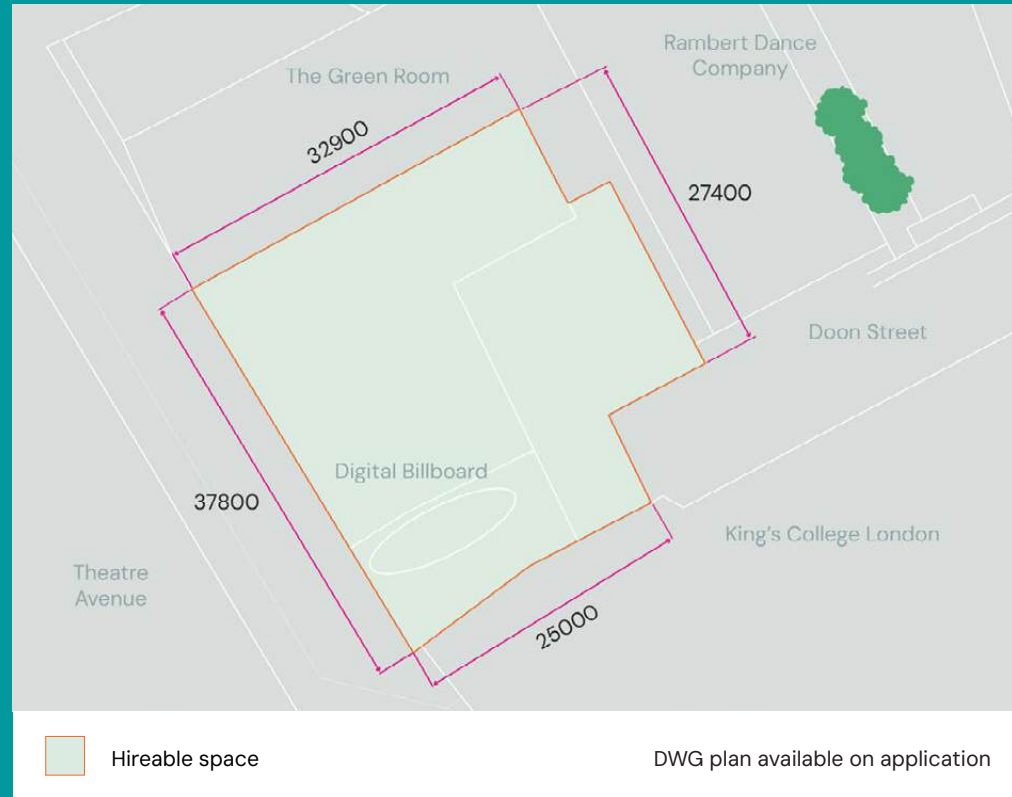 Rambert Dance
Company
The Green Room
32900
27400
Doon Street
Digital Billboard
37800
King's College London
Theatre
Avenue
25000
Hireable space
DWG plan available on application